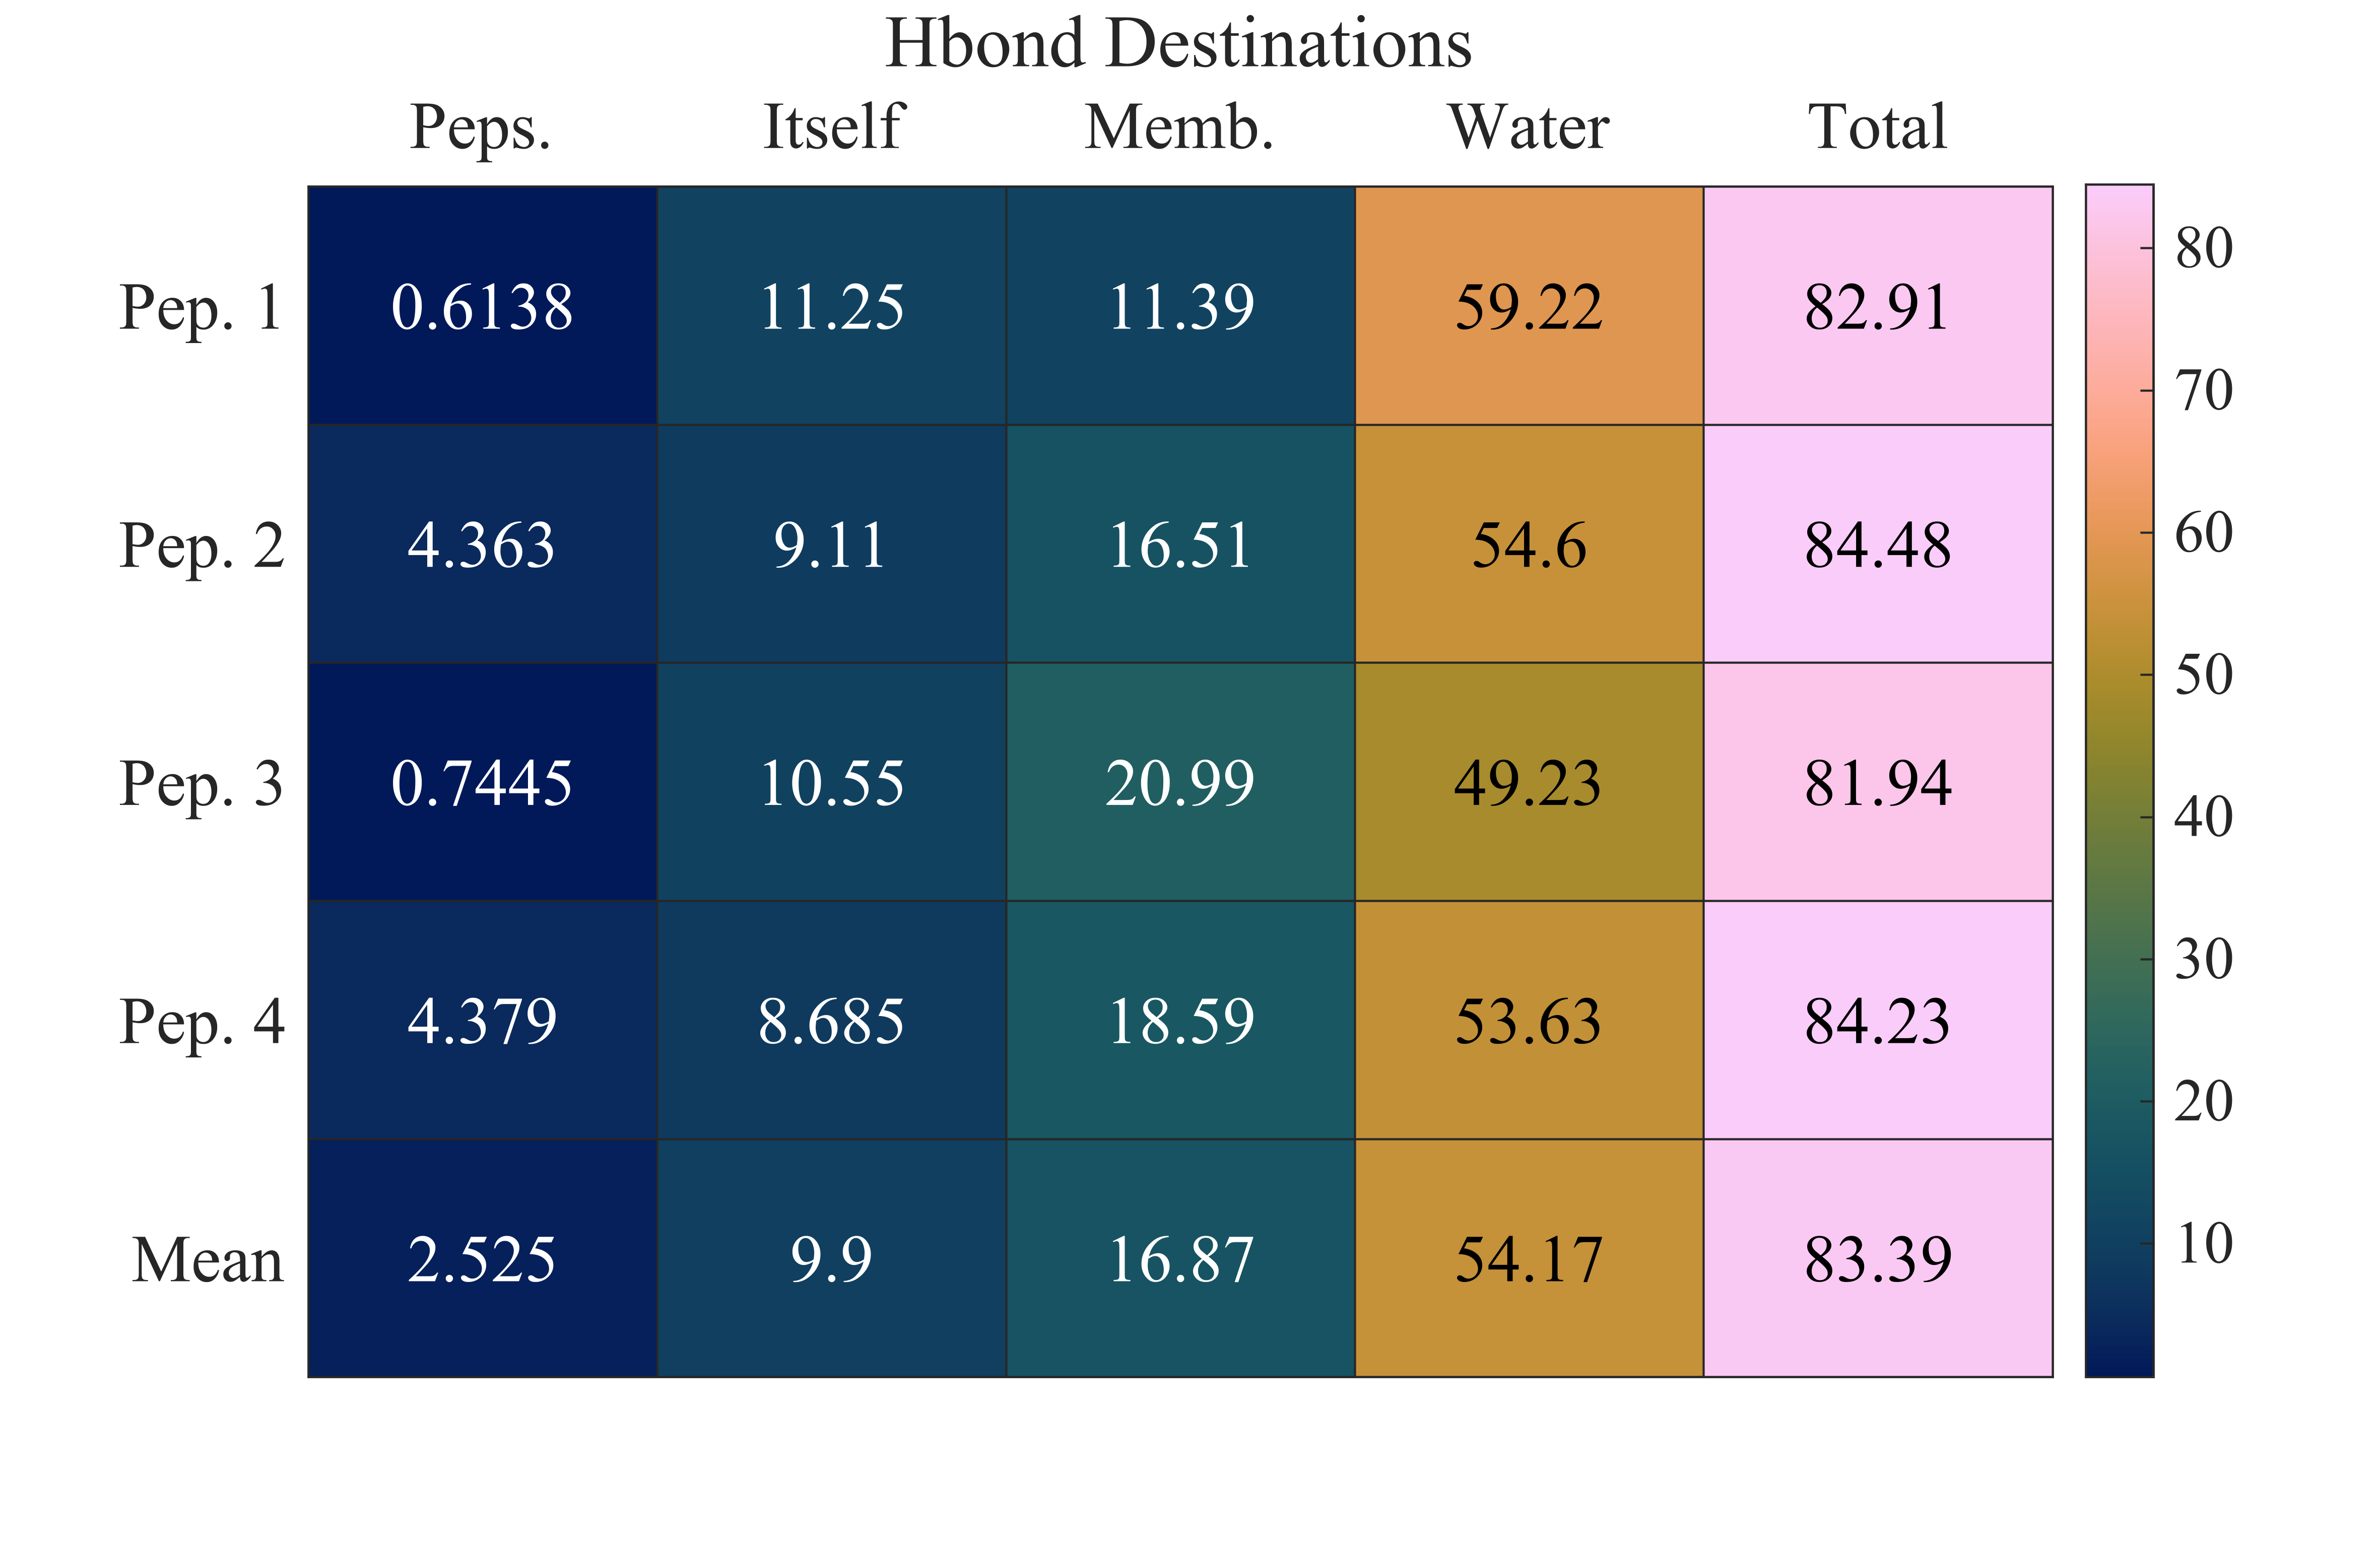 Hbond Destinations
Peps. Itself Memb. Water Total
Pep. 1 0.6138 11.25 11.39 59.22 82.91
Pep. 2 4.363 9.11 16.51 54.6 84.48
Pep. 3 0.7445 10.55 20.99 49.23 81.94
Pep. 4 4.379 8.685 18.59 53.63 84.23
Mean 2.525 9.9 16.87 54.17 83.39
80
70
60
50
40
30
20
10